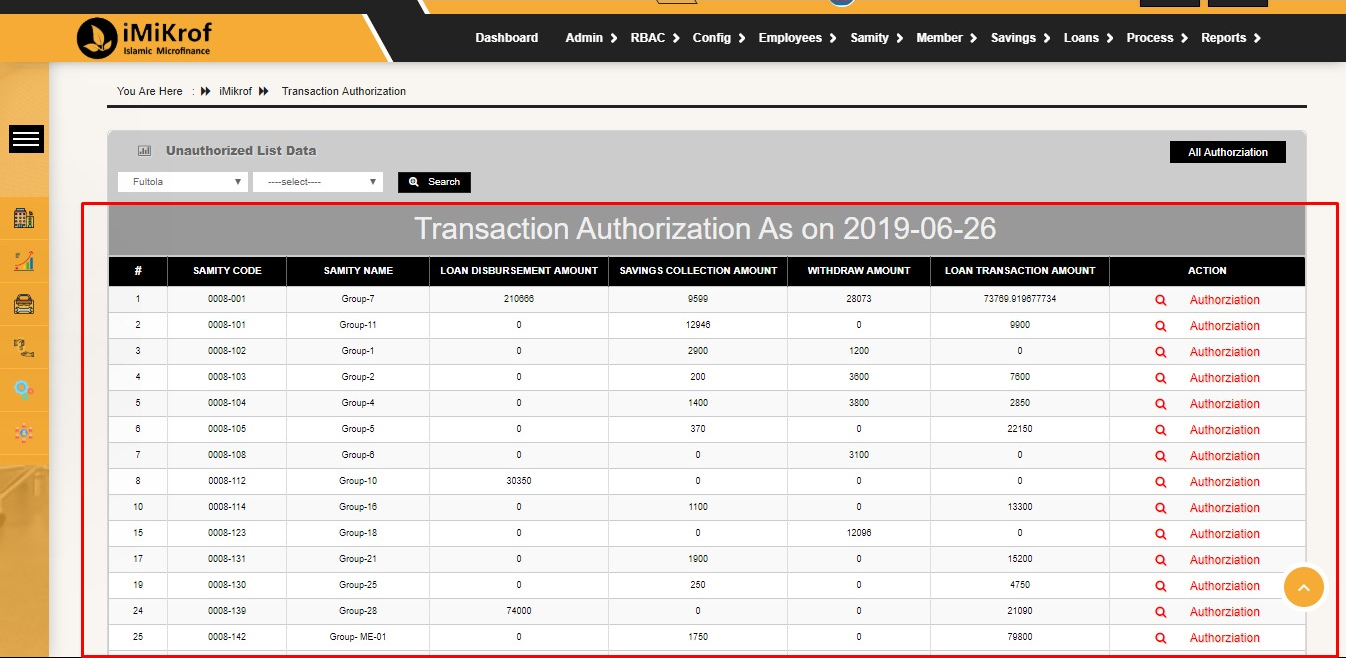 iMiKrof
Islamic Microfinance
Dashboard Admin RBAC Config Employees Samity Member Savings Loans Process Reports
You Are Here : iMikrof Transaction Authorization
Unauthorized List Data
All Authorziation
Fultola ----select---- Search
Transaction Authorization As on 2019-06-26
# SAMITY CODE SAMITY NAME LOAN DISBURSEMENT AMOUNT SAVINGS COLLECTION AMOUNT WITHDRAW AMOUNT LOAN TRANSACTION AMOUNT ACTION
1 0008-001 Group-7 210666 9599 28073 73769.919677734 Authorziation
2 0008-101 Group-11 0 12946 0 9900 Authorziation
3 0008-102 Group-1 0 2900 1200 0 Authorziation
4 0008-103 Group-2 0 200 3600 7600 Authorziation
5 0008-104 Group-4 0 1400 3800 2850 Authorziation
6 0008-105 Group-5 0 370 0 22150 Authorziation
7 0008-108 Group-6 0 0 3100 0 Authorziation
8 0008-112 Group-10 30350 0 0 0 Authorziation
10 0008-114 Group-16 0 1100 0 13300 Authorziation
15 0008-123 Group-18 0 0 12096 0 Authorziation
17 0008-131 Group-21 0 1900 0 15200 Authorziation
19 0008-130 Group-25 0 250 0 4750 Authorziation
24 0008-139 Group-28 74000 0 0 21090 Authorziation
25 0008-142 Group- ME-01 0 1750 0 79800 Authorziation